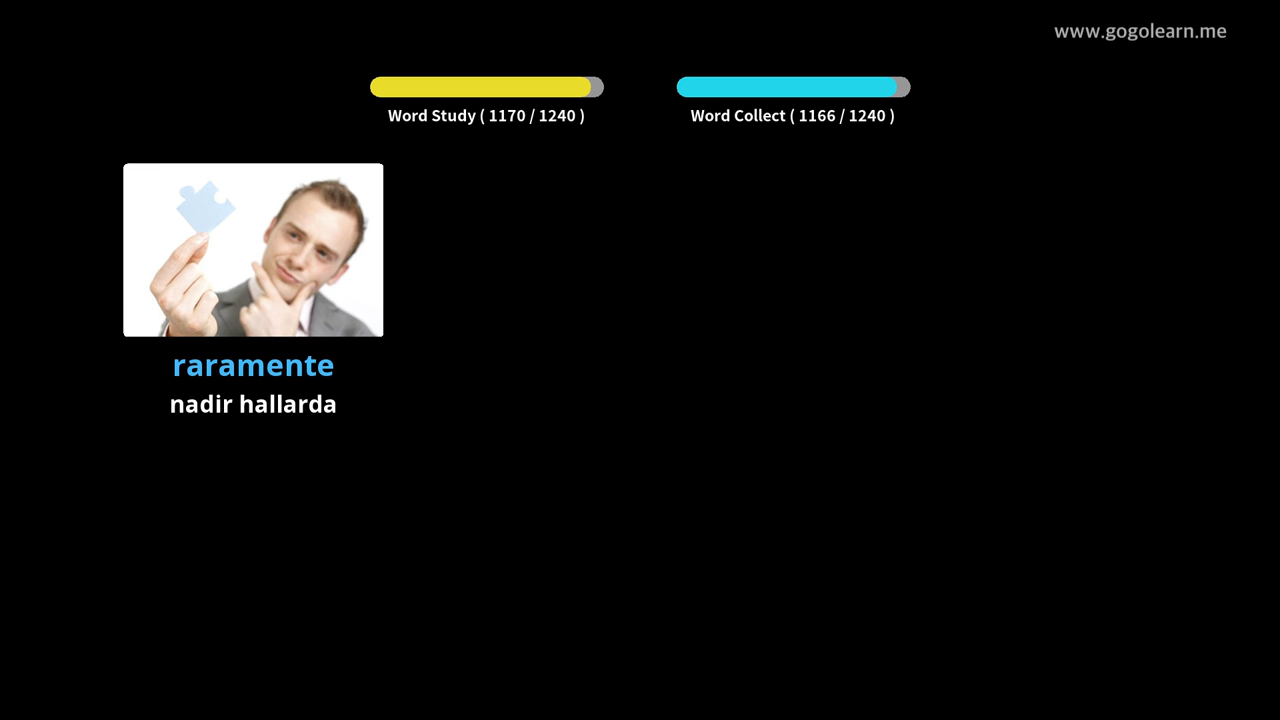 www.gogolearn.me
Word Study ( 1170 / 1240 )
Word Collect ( 1166 / 1240 )
raramente
nadir hallarda